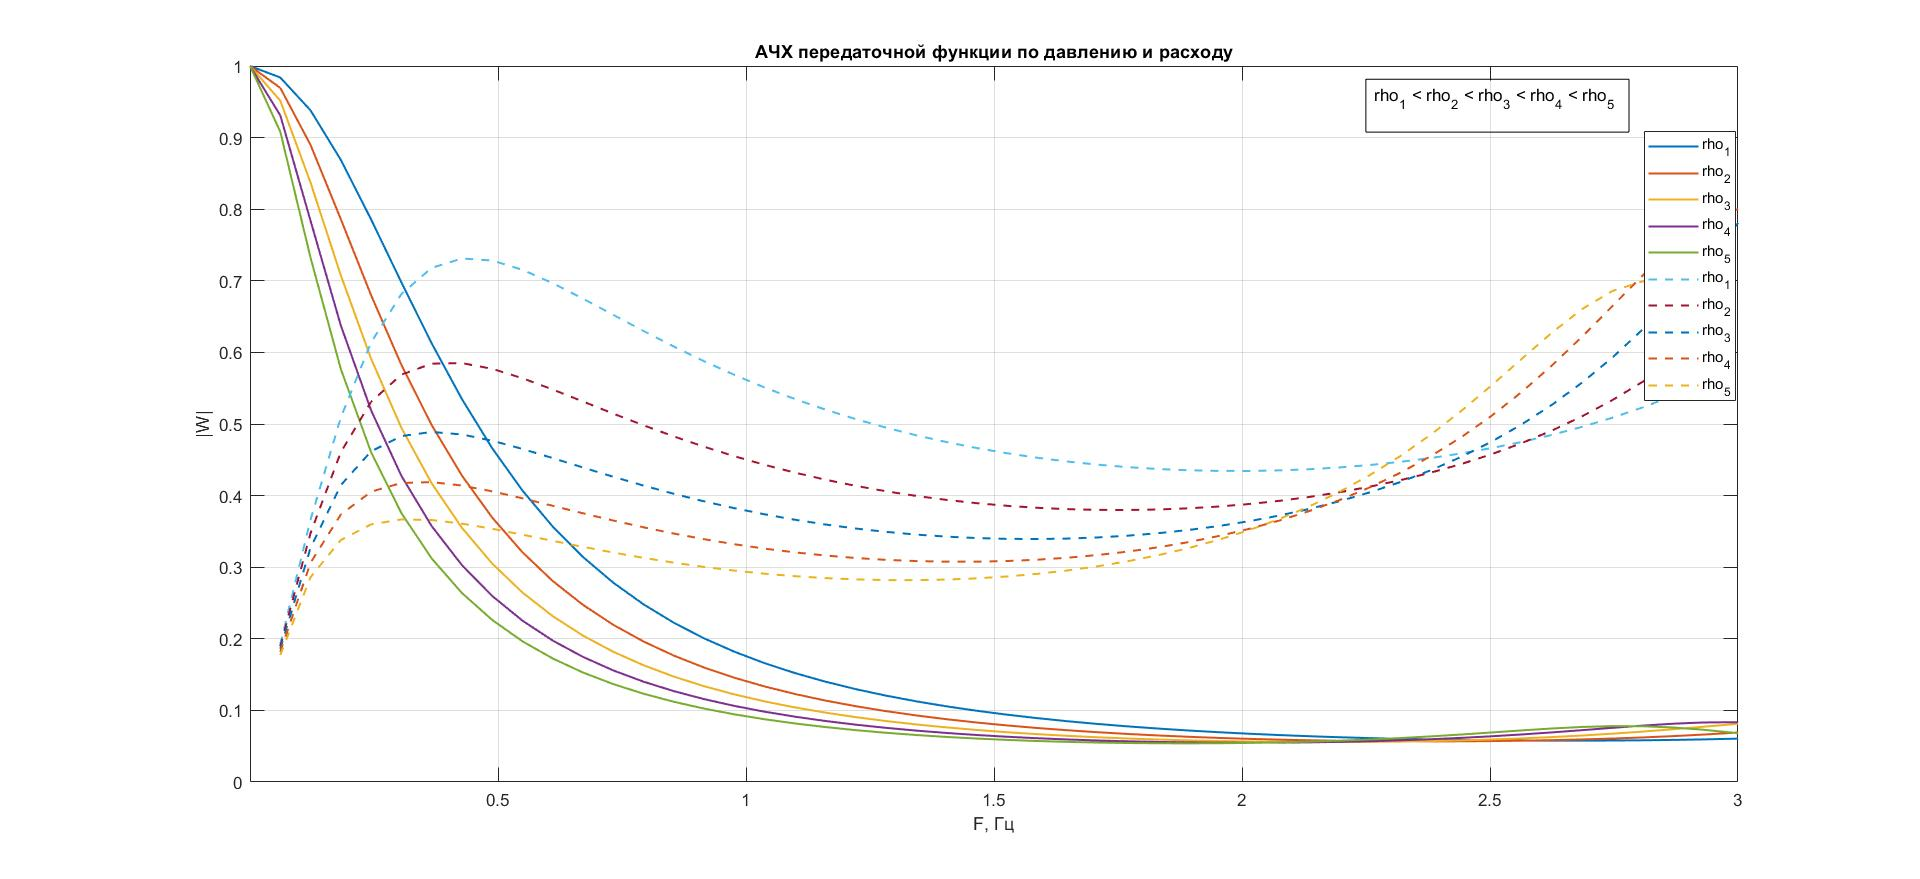 АЧХ передаточной функции по давлению и расходу
rho1 < rho2 < rho3 < rho4 < rho5
1
0.9
0.8
0.7
0.6
0.5
0.4
0.3
0.2
0.1
0
|W|
rho1
rho2
rho3
rho4
rho5
rho1
rho2
rho3
rho4
rho5
0.5
1
1.5
2
2.5
3
F, Гц